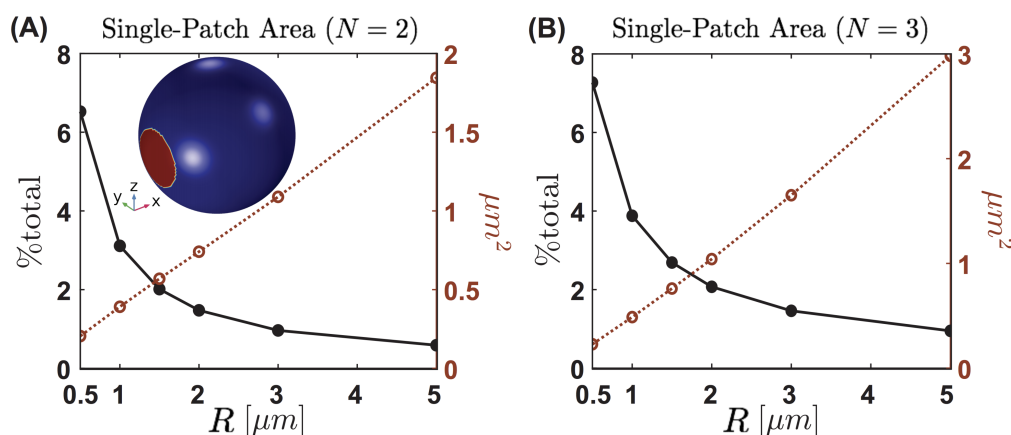 (A) Single-Patch Area (N = 2)
8
6
4
2
0
%total
2
1.5
1
0.5
0
μm²
y z x
0.5 1 2 3 4 5
R [μm]
(B) Single-Patch Area (N = 3)
8
6
4
2
0
%total
3
2
1
0
μm²
0.5 1 2 3 4 5
R [μm]